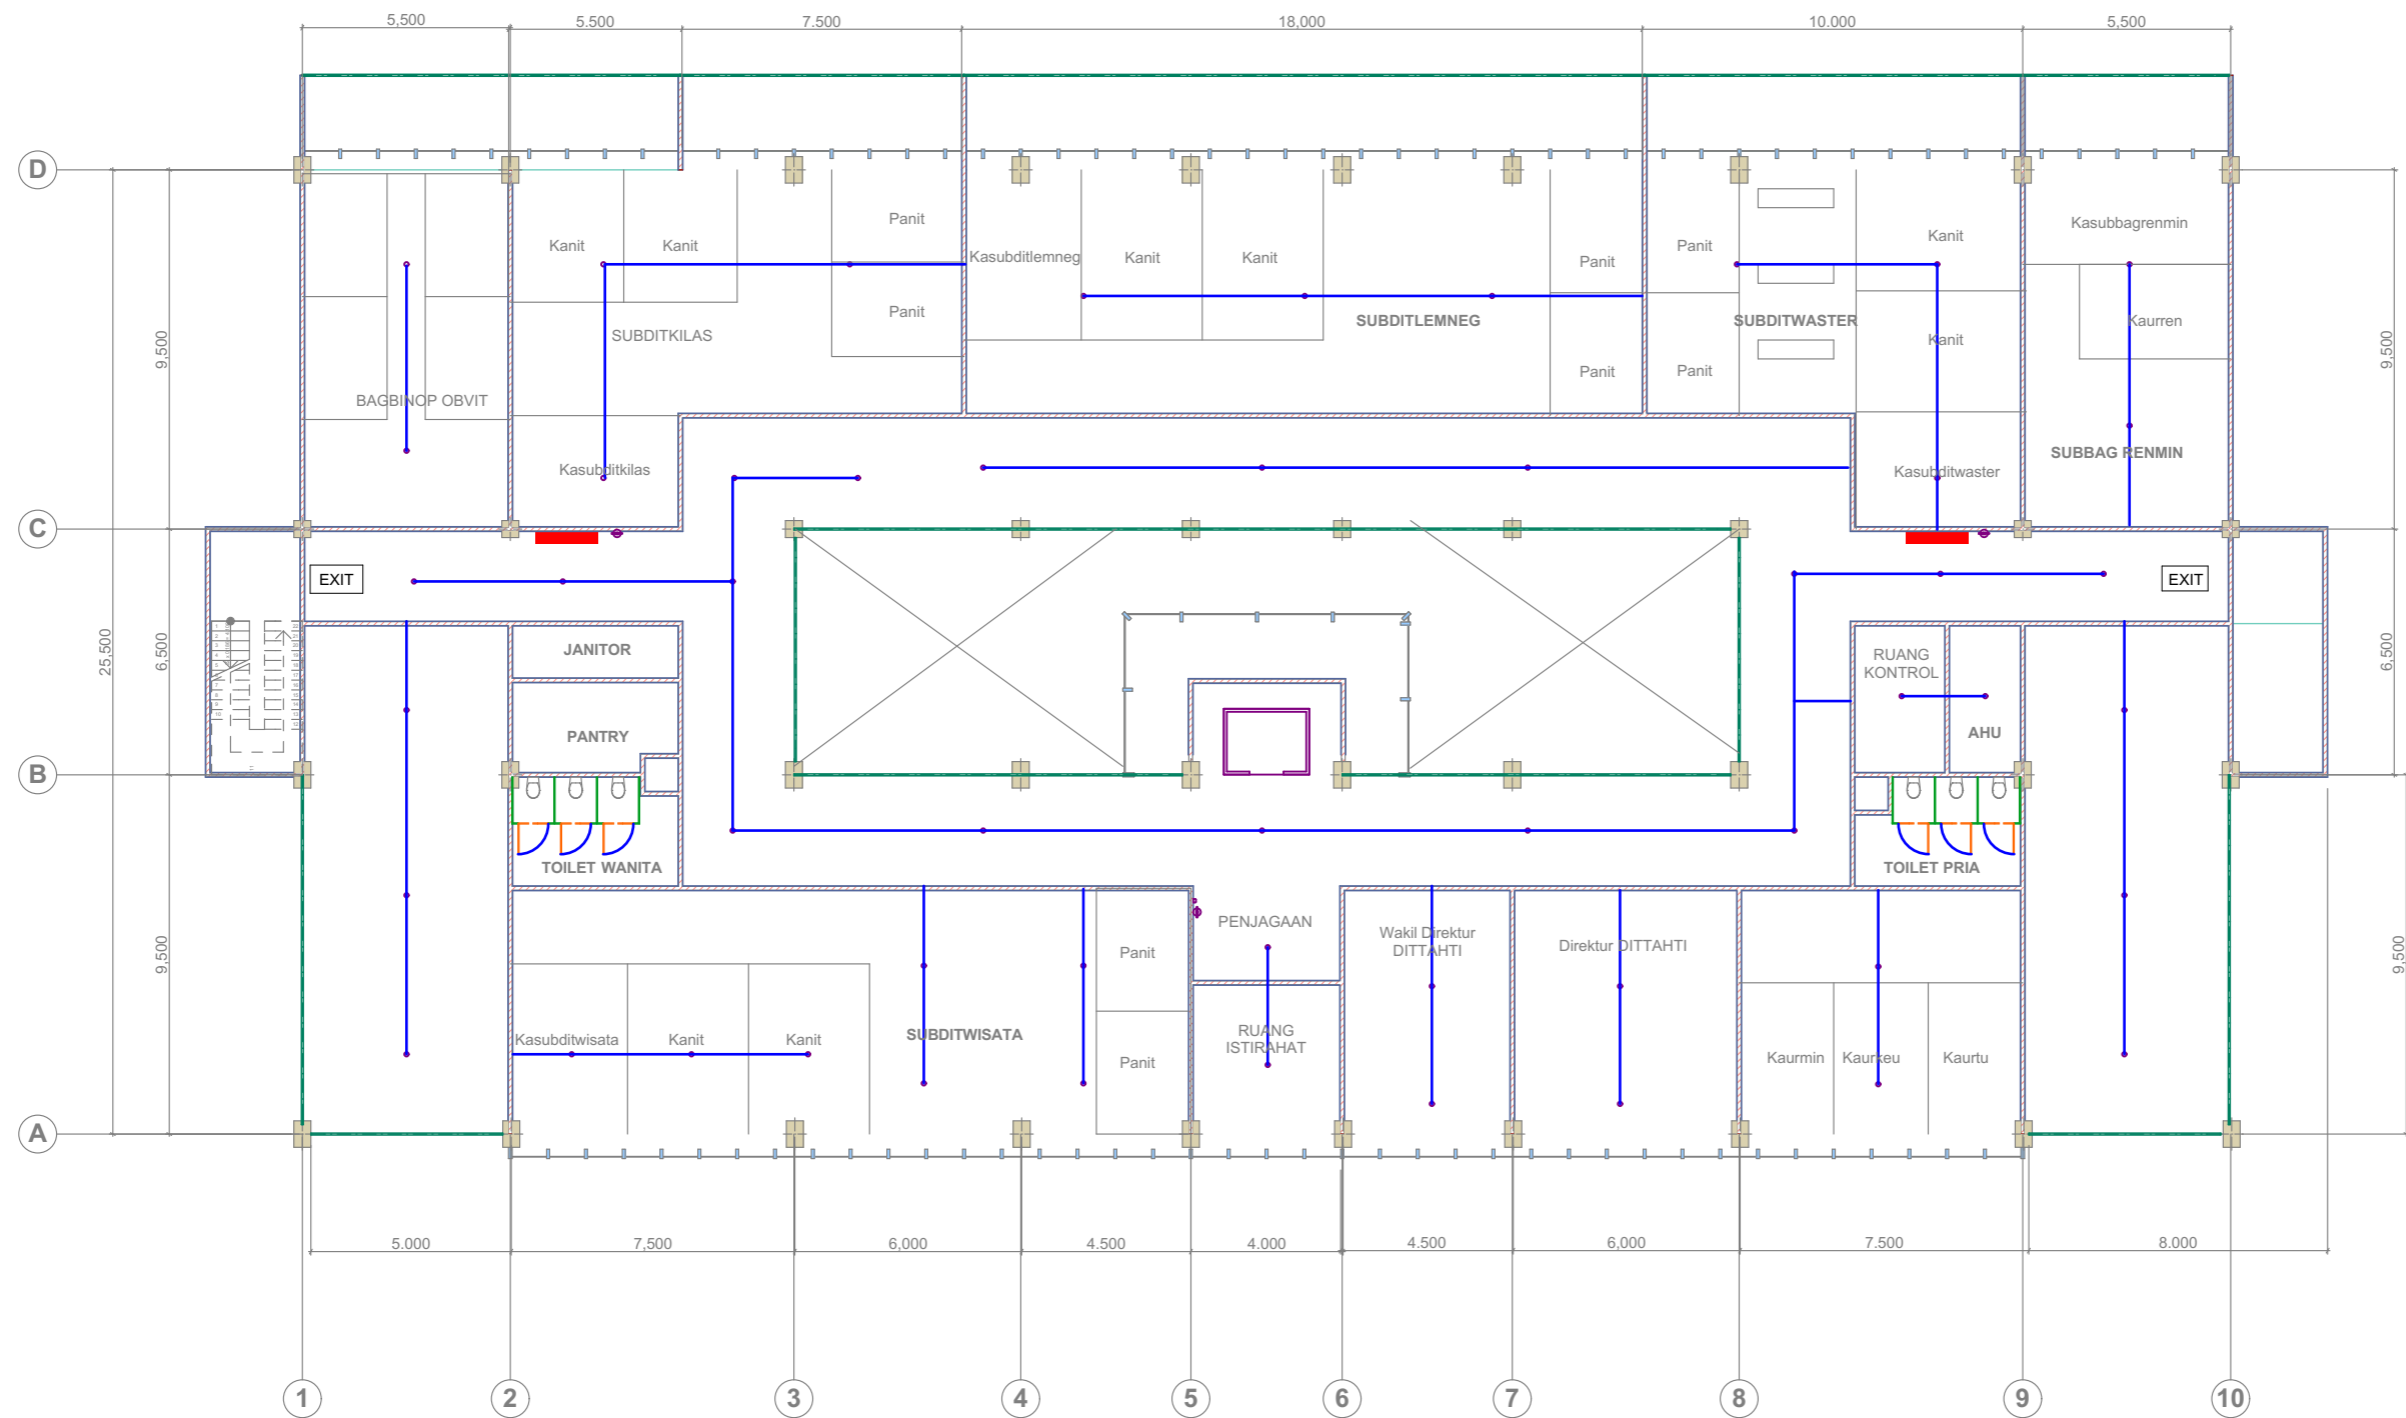 5,500
5.500
7.500
18,000
10.000
5,500
D
Panit
Kasubbagrenmin
Kanit
Kanit
Kanit
Panit
Kasubditlemneg
Kanit
Kanit
Panit
Panit
Panit
Kaurren
SUBDITKILAS
SUBDITLEMNEG
SUBDITWASTER
Kanit
9,500
9,500
Panit
Panit
BAGBINOP OBVIT
SUBBAG RENMIN
Kasubditkilas
Kasubditwaster
C
EXIT
EXIT
JANITOR
RUANG
KONTROL
25,500
6,500
6,500
PANTRY
AHU
B
TOILET WANITA
TOILET PRIA
PENJAGAAN
Wakil Direktur
DITTAHTI
Direktur DITTAHTI
Panit
9,500
9,500
Kasubditwisata
Kanit
Kanit
SUBDITWISATA
RUANG
ISTIRAHAT
Panit
Kaurmin
Kaurkeu
Kaurtu
A
5.000
7,500
6,000
4.500
4.000
4.500
6,000
7.500
8.000
1
2
3
4
5
6
7
8
9
10